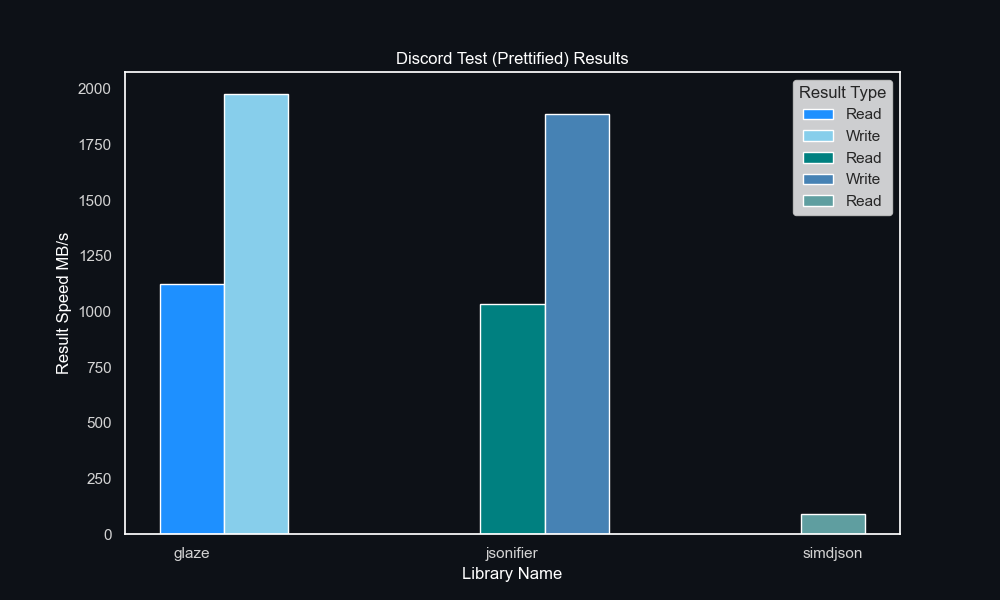 Discord Test (Prettified) Results
Result Type
Read
Write
Read
Write
Read
2000
1750
1500
1250
1000
750
500
250
0
Result Speed MB/s
glaze
jsonifier
simdjson
Library Name